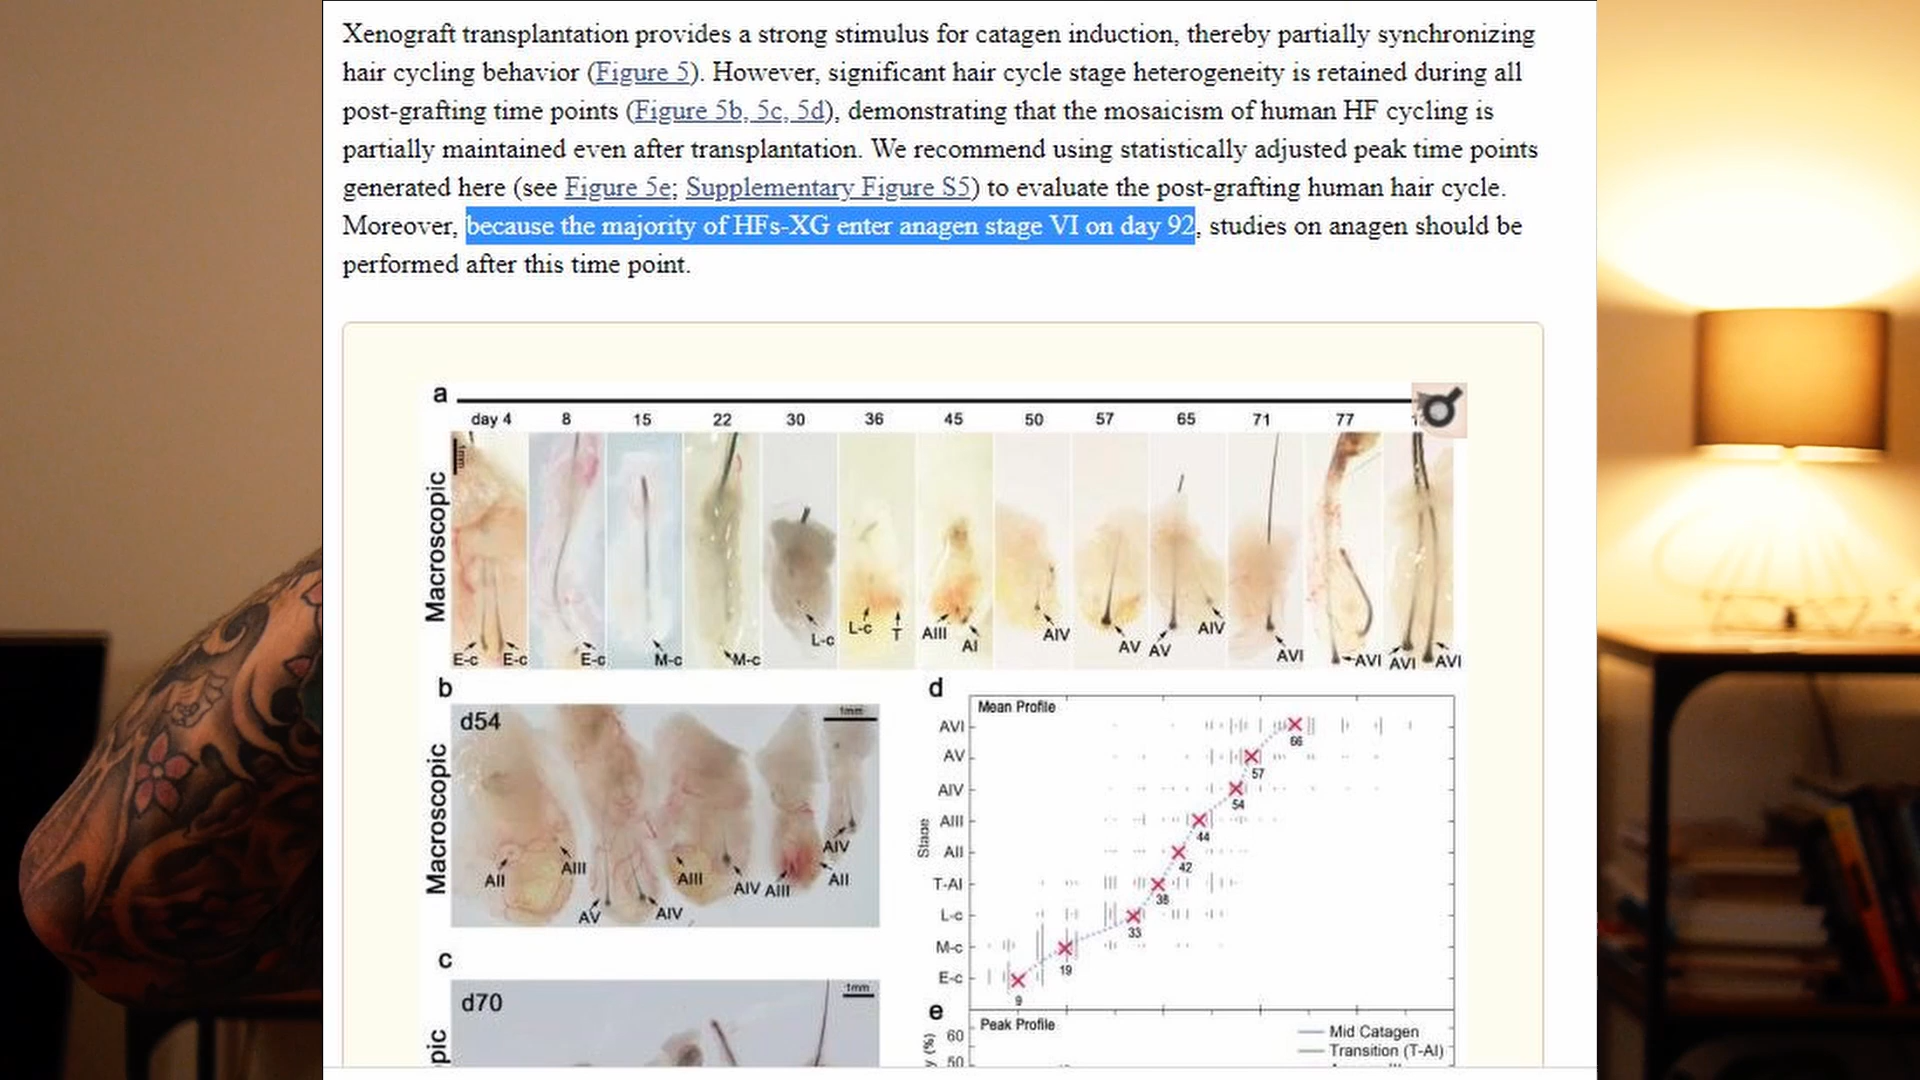 Xenograft transplantation provides a strong stimulus for catagen induction, thereby partially synchronizing
hair cycling behavior (Figure 5). However, significant hair cycle stage heterogeneity is retained during all
post-grafting time points (Figure 5b, 5c, 5d), demonstrating that the mosaicism of human HF cycling is
partially maintained even after transplantation. We recommend using statistically adjusted peak time points
generated here (see Figure 5e; Supplementary Figure S5) to evaluate the post-grafting human hair cycle.
Moreover, because the majority of HFs-XG enter anagen stage VI on day 92, studies on anagen should be
performed after this time point.
a
day 4 8 15 22 30 36 45 50 57 65 71 77
Macroscopic
1mm
E-c E-c E-c M-c M-c L-c L-c T AIII AI AIV AV AV AIV AVI AVI AVI AVI
b
d54
1mm
Macroscopic
AII AIII AV AIV AIII AIV AIII AII AIV
c
d70
1mm
d
Mean Profile
Stage
AVI
AV
AIV
AIII
AII
T-AI
L-c
M-c
E-c
66
57
54
44
42
38
33
19
9
e
Peak Profile
60
50
(%)
Mid Catagen
Transition (T-AI)